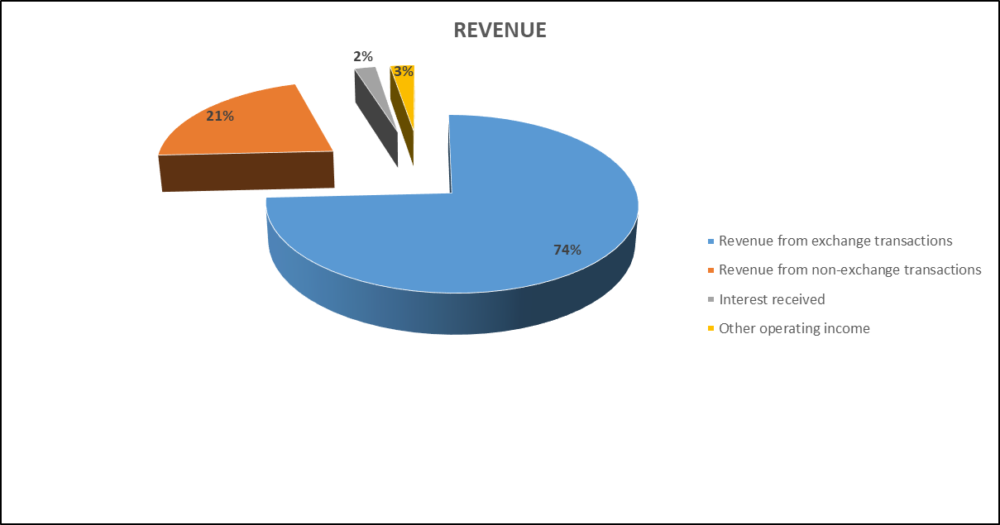 REVENUE
2%
3%
21%
74%
Revenue from exchange transactions
Revenue from non-exchange transactions
Interest received
Other operating income